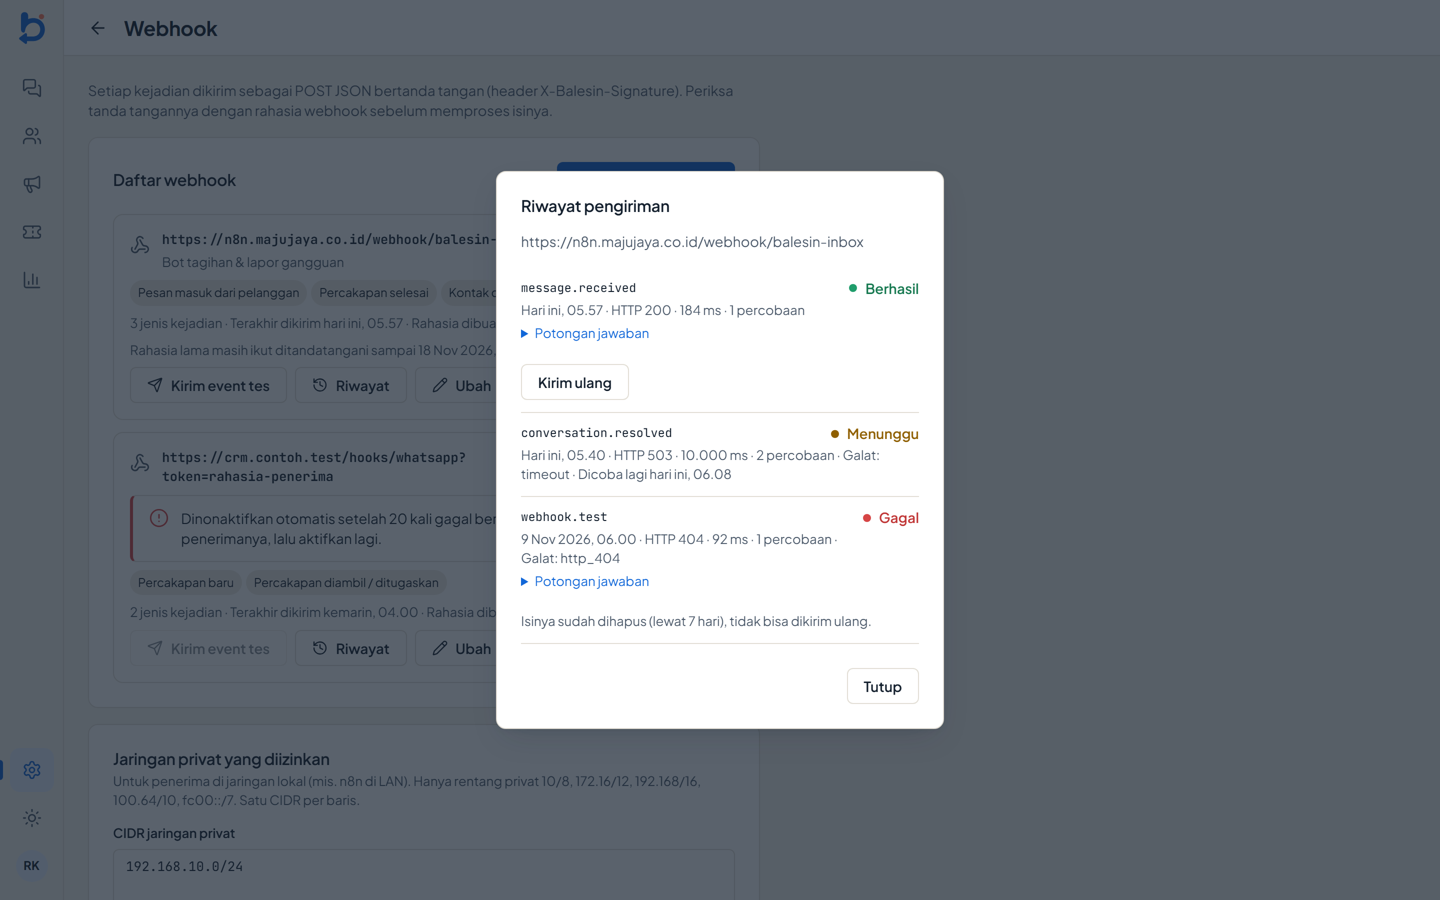 Webhook
Setiap kejadian dikirim sebagai POST JSON bertanda tangan (header X-Balesin-Signature). Periksa
tanda tangannya dengan rahasia webhook sebelum memproses isinya.
Daftar webhook
https://n8n.majujaya.co.id/webhook/balesin-
Bot tagihan & lapor gangguan
Pesan masuk dari pelanggan
Percakapan selesai
Kontak
3 jenis kejadian · Terakhir dikirim hari ini, 05.57 · Rahasia
Rahasia lama masih ikut ditandatangani sampai 18 Nov 2026,
Kirim event tes
Riwayat
Ubah
https://crm.contoh.test/hooks/whatsapp?
token=rahasia-penerima
Dinonaktifkan otomatis setelah 20 kali gagal
penerimanya, lalu aktifkan lagi.
Percakapan baru
Percakapan diambil / ditugaskan
2 jenis kejadian · Terakhir dikirim kemarin, 04.00 · Rahasia
Kirim event tes
Riwayat
Ubah
Jaringan privat yang diizinkan
Untuk penerima di jaringan lokal (mis. n8n di LAN). Hanya rentang privat 10/8, 172.16/12, 192.168/16,
100.64/10, fc00::/7. Satu CIDR per baris.
CIDR jaringan privat
192.168.10.0/24
RK
Riwayat pengiriman
https://n8n.majujaya.co.id/webhook/balesin-inbox
message.received
Berhasil
Hari ini, 05.57 · HTTP 200 · 184 ms · 1 percobaan
Potongan jawaban
Kirim ulang
conversation.resolved
Menunggu
Hari ini, 05.40 · HTTP 503 · 10.000 ms · 2 percobaan · Galat:
timeout · Dicoba lagi hari ini, 06.08
webhook.test
Gagal
9 Nov 2026, 06.00 · HTTP 404 · 92 ms · 1 percobaan ·
Galat: http_404
Potongan jawaban
Isinya sudah dihapus (lewat 7 hari), tidak bisa dikirim ulang.
Tutup